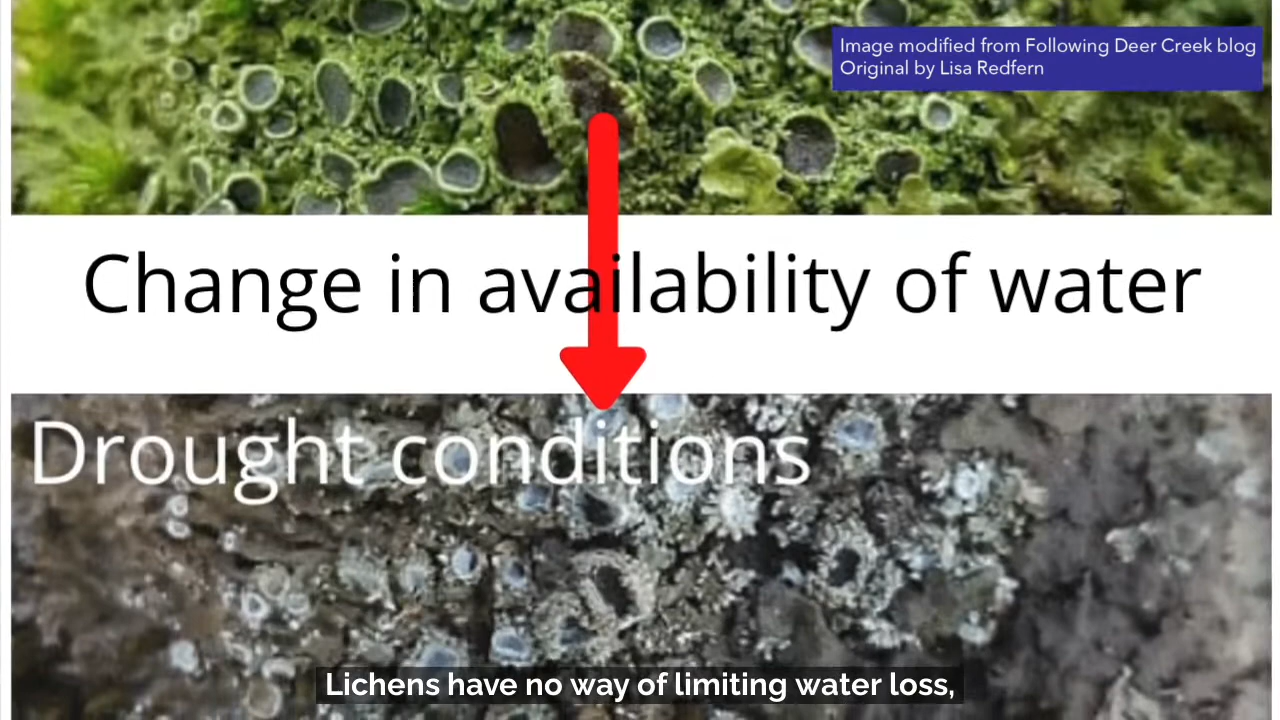 Image modified from Following Deer Creek blog
Original by Lisa Redfern
Change in availability of water
Drought conditions
Lichens have no way of limiting water loss,